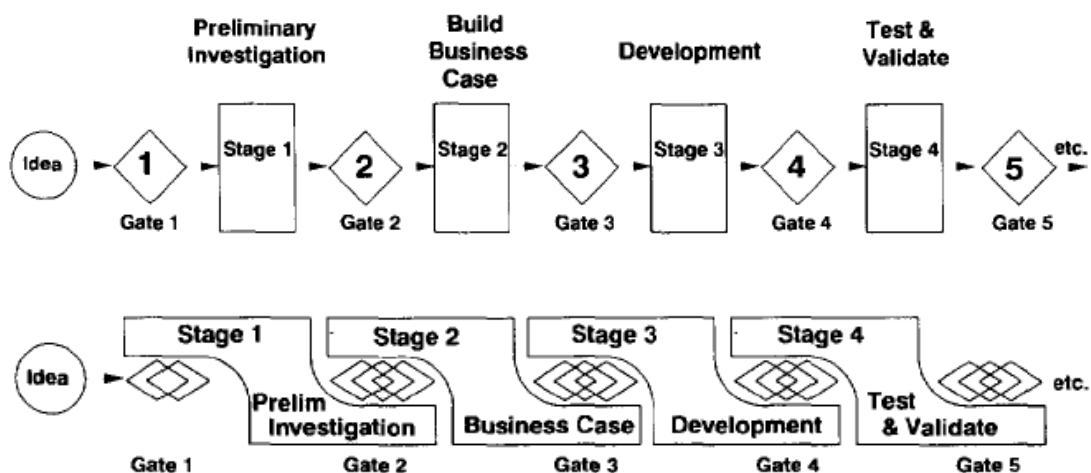 Preliminary
Investigation
Build
Business
Case
Development
Test &
Validate
Idea
1
Stage 1
2
Stage 2
3
Stage 3
4
Stage 4
5
etc.
Gate 1
Gate 2
Gate 3
Gate 4
Gate 5
Stage 1
Stage 2
Stage 3
Stage 4
Idea
etc.
Prelim
Investigation
Business Case
Development
Test
& Validate
Gate 1
Gate 2
Gate 3
Gate 4
Gate 5